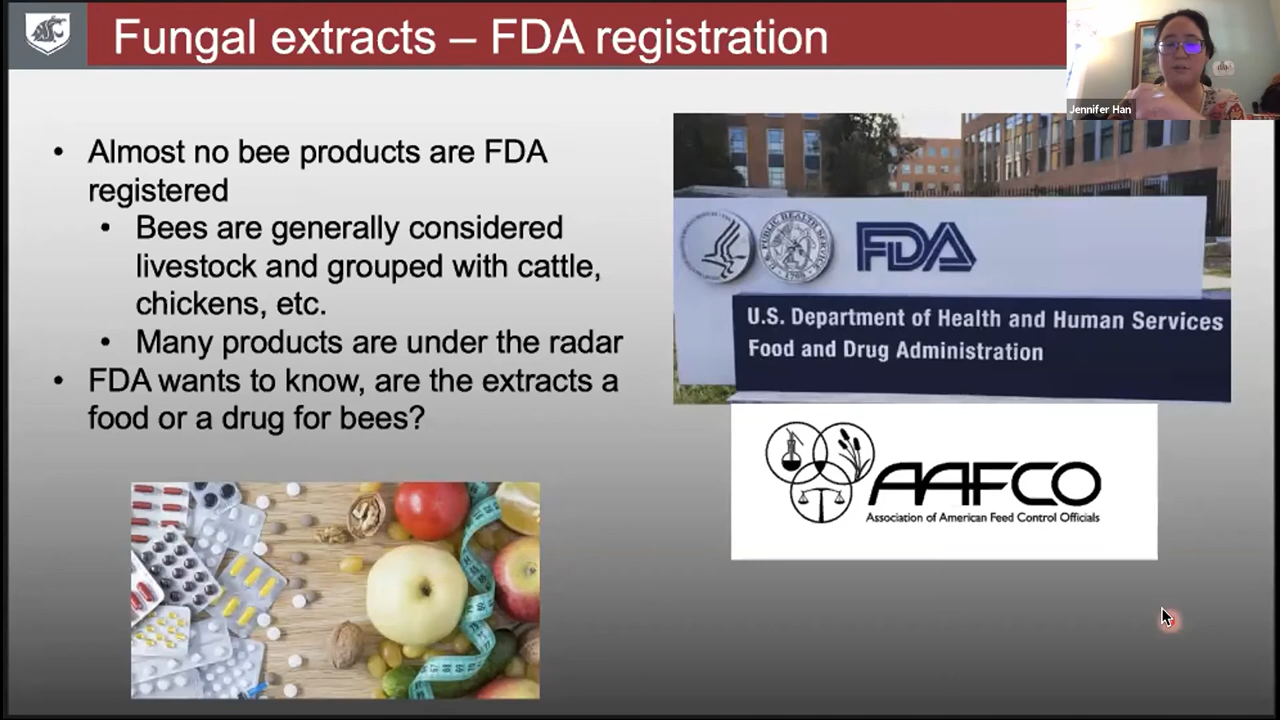 Fungal extracts – FDA registration
Jennifer Han
• Almost no bee products are FDA
registered
• Bees are generally considered
livestock and grouped with cattle,
chickens, etc.
• Many products are under the radar
• FDA wants to know, are the extracts a
food or a drug for bees?
FDA
U.S. Department of Health and Human Services
Food and Drug Administration
AAFCO
Association of American Feed Control Officials